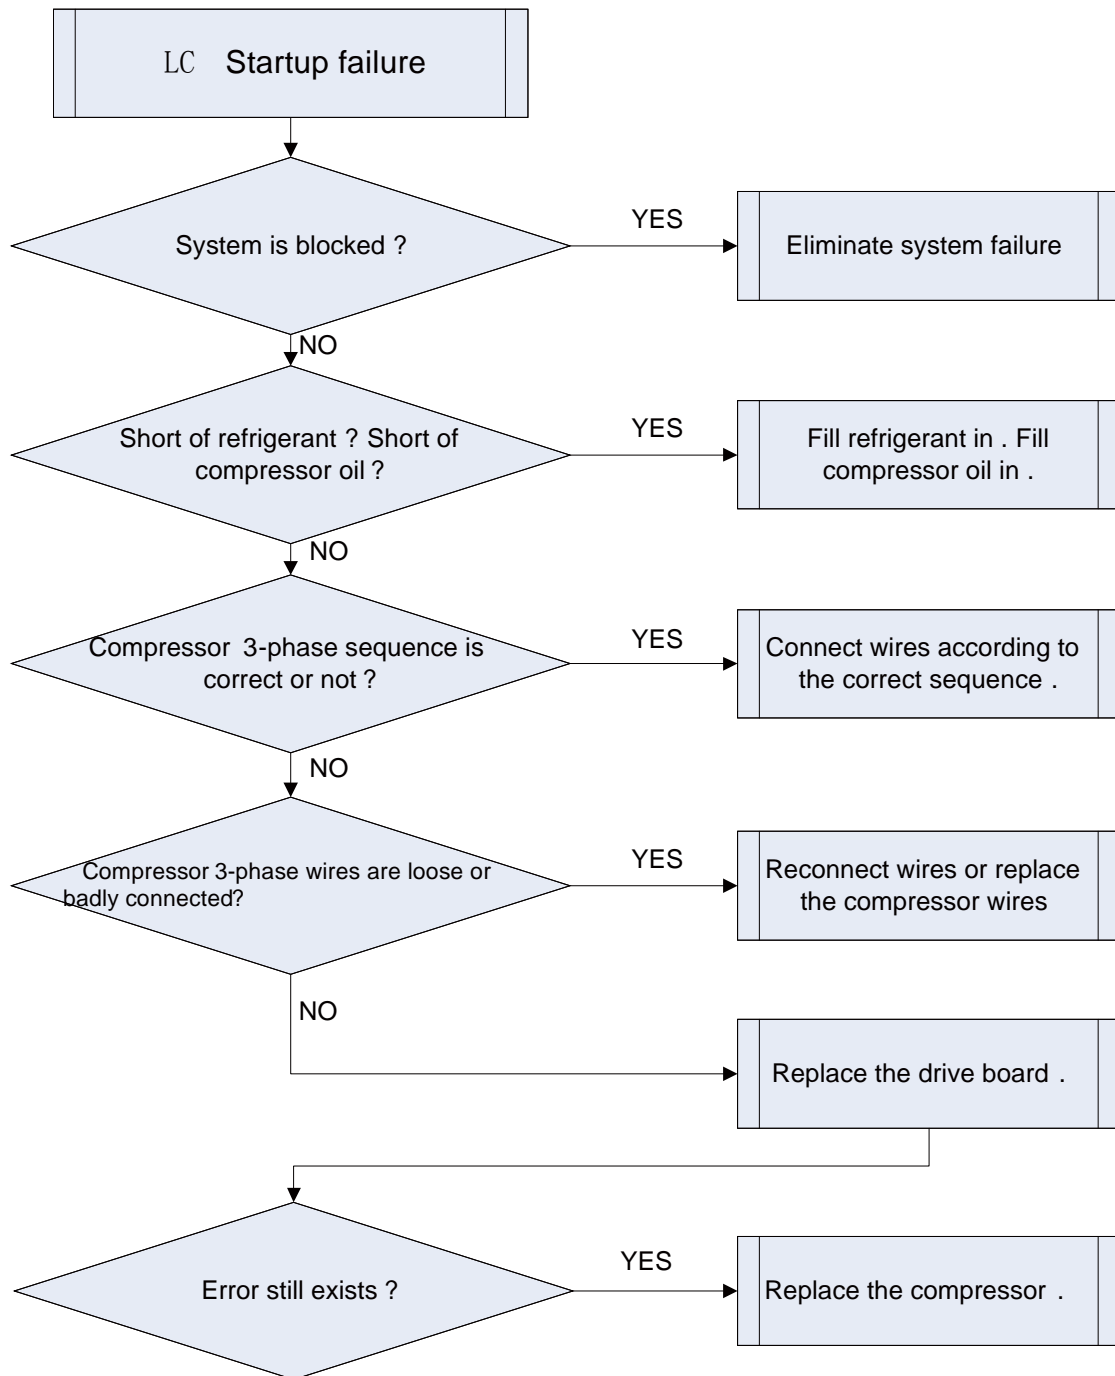 LC Startup failure
System is blocked ?
YES
Eliminate system failure
NO
Short of refrigerant ? Short of
compressor oil ?
YES
Fill refrigerant in . Fill
compressor oil in .
NO
Compressor 3-phase sequence is
correct or not ?
YES
Connect wires according to
the correct sequence .
NO
Compressor 3-phase wires are loose or
badly connected?
YES
Reconnect wires or replace
the compressor wires
NO
Replace the drive board .
Error still exists ?
YES
Replace the compressor .